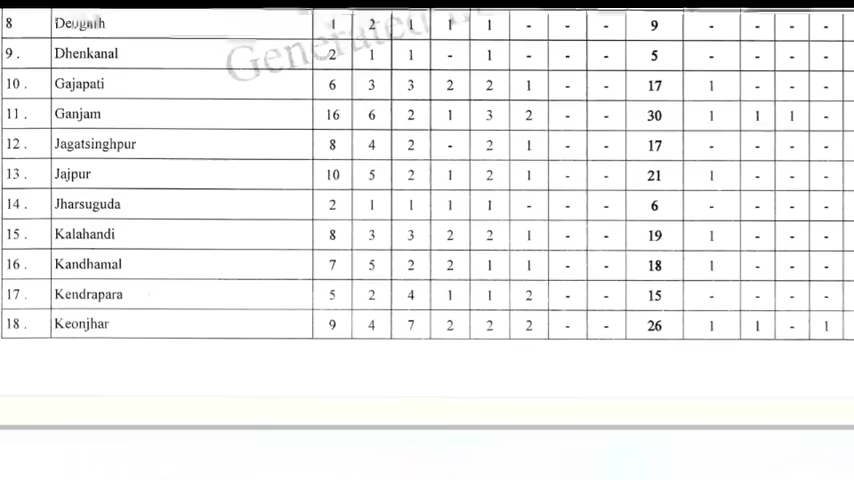 8 Deogarh 1 2 1 1 1 - - - 9 - - - -
9. Dhenkanal 2 1 1 - 1 - - - 5 - - - -
10. Gajapati 6 3 3 2 2 1 - - 17 1 - - -
11. Ganjam 16 6 2 1 3 2 - - 30 1 1 1 -
12. Jagatsinghpur 8 4 2 - 2 1 - - 17 - - - -
13. Jajpur 10 5 2 1 2 1 - - 21 1 - - -
14. Jharsuguda 2 1 1 1 1 - - - 6 - - - -
15. Kalahandi 8 3 3 2 2 1 - - 19 1 - - -
16. Kandhamal 7 5 2 2 1 1 - - 18 1 - - -
17. Kendrapara 5 2 4 1 1 2 - - 15 - - - -
18. Keonjhar 9 4 7 2 2 2 - - 26 1 1 - 1
Generated